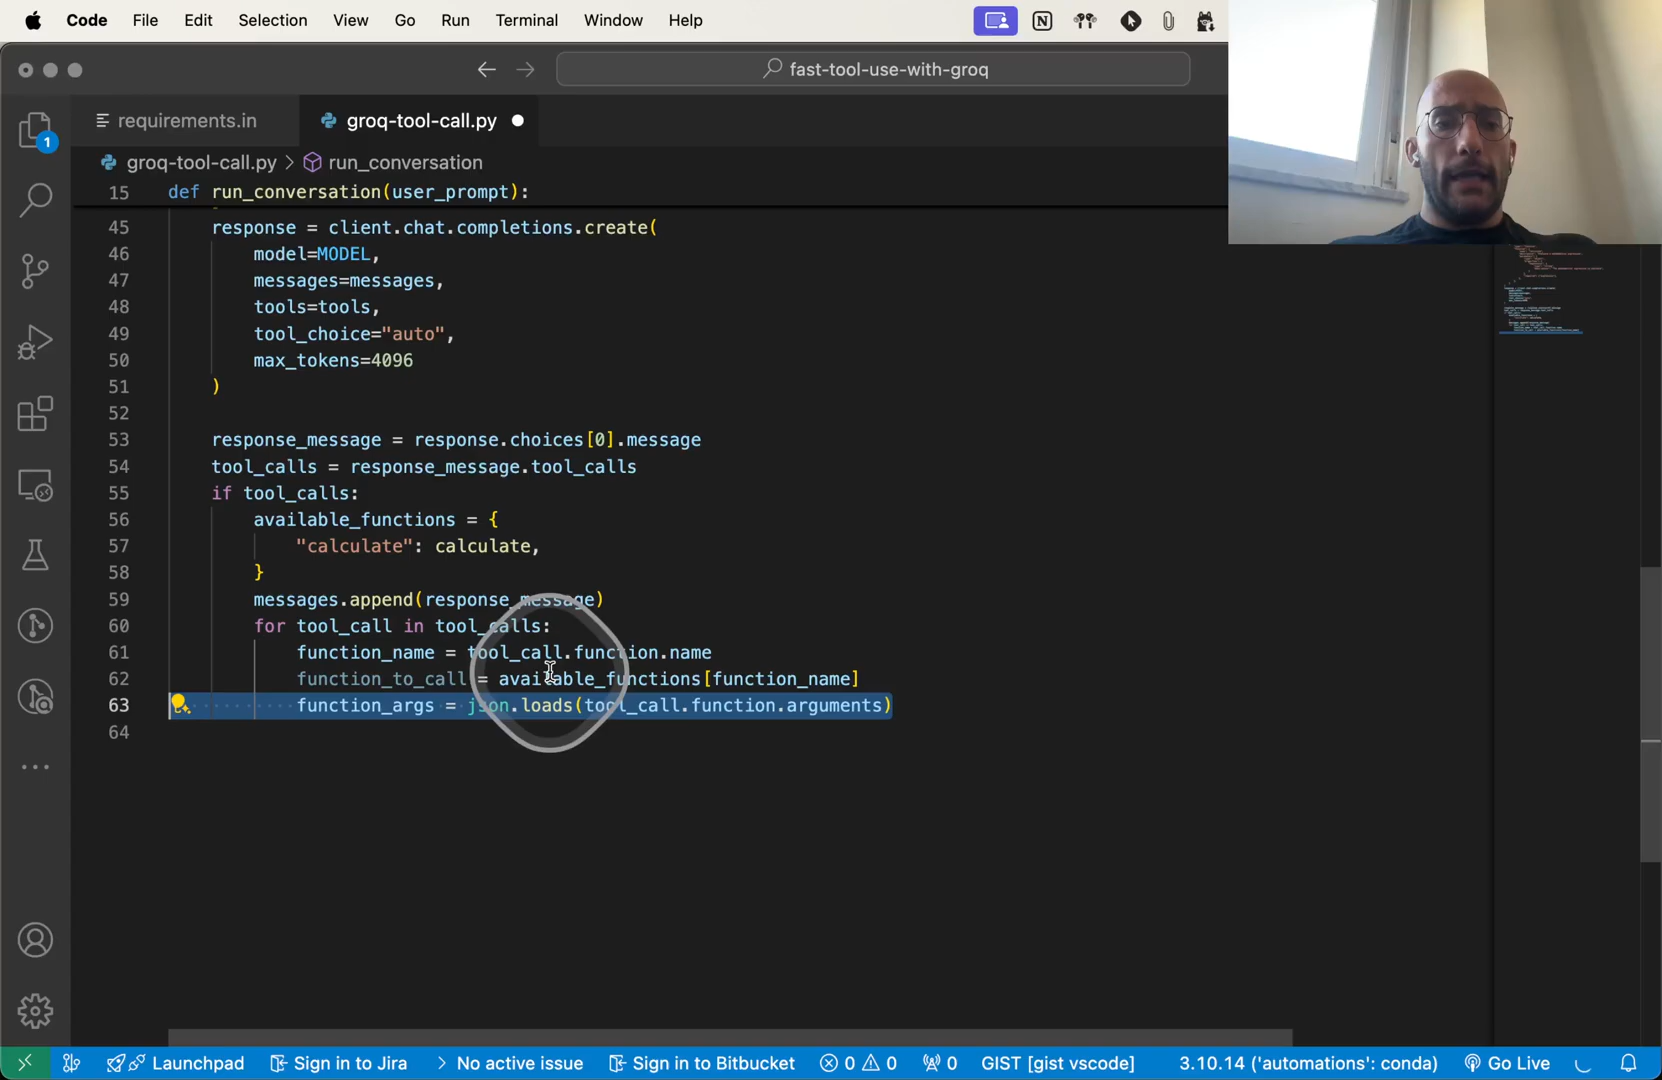 Code File Edit Selection View Go Run Terminal Window Help
fast-tool-use-with-groq
1
requirements.in
groq-tool-call.py
groq-tool-call.py > run_conversation
15 def run_conversation(user_prompt):
45 response = client.chat.completions.create(
46 model=MODEL,
47 messages=messages,
48 tools=tools,
49 tool_choice="auto",
50 max_tokens=4096
51 )
52
53 response_message = response.choices[0].message
54 tool_calls = response_message.tool_calls
55 if tool_calls:
56 available_functions = {
57 "calculate": calculate,
58 }
59 messages.append(response_message)
60 for tool_call in tool_calls:
61 function_name = tool_call.function.name
62 function_to_call = available_functions[function_name]
63 function_args = json.loads(tool_call.function.arguments)
64
Launchpad Sign in to Jira No active issue Sign in to Bitbucket 0 0 0 GIST [gist vscode] 3.10.14 ('automations': conda) Go Live